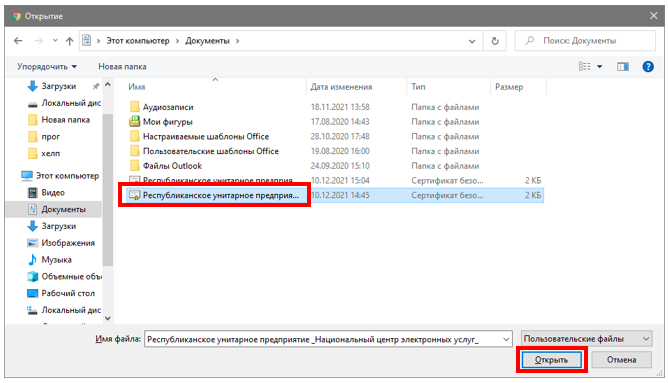 Открытие
Этот компьютер > Документы >
Поиск: Документы
Упорядочить Новая папка
Имя Дата изменения Тип Размер
Загрузки
Локальный дис
Новая папка
прог
хелп
Этот компьютер
Видео
Документы
Загрузки
Изображения
Музыка
Объемные объ
Рабочий стол
Локальный дис
Аудиозаписи 18.11.2021 13:58 Папка с файлами
Мои фигуры 17.08.2020 14:43 Папка с файлами
Настраиваемые шаблоны Office 28.10.2020 17:48 Папка с файлами
Пользовательские шаблоны Office 19.08.2020 16:00 Папка с файлами
Файлы Outlook 24.09.2020 15:10 Папка с файлами
Республиканское унитарное предприя... 10.12.2021 15:04 Сертификат безо... 2 КБ
Республиканское унитарное предприя... 10.12.2021 14:45 Сертификат безо... 2 КБ
Имя файла: Республиканское унитарное предприятие _Национальный центр электронных услуг_ Пользовательские файлы
Открыть Отмена